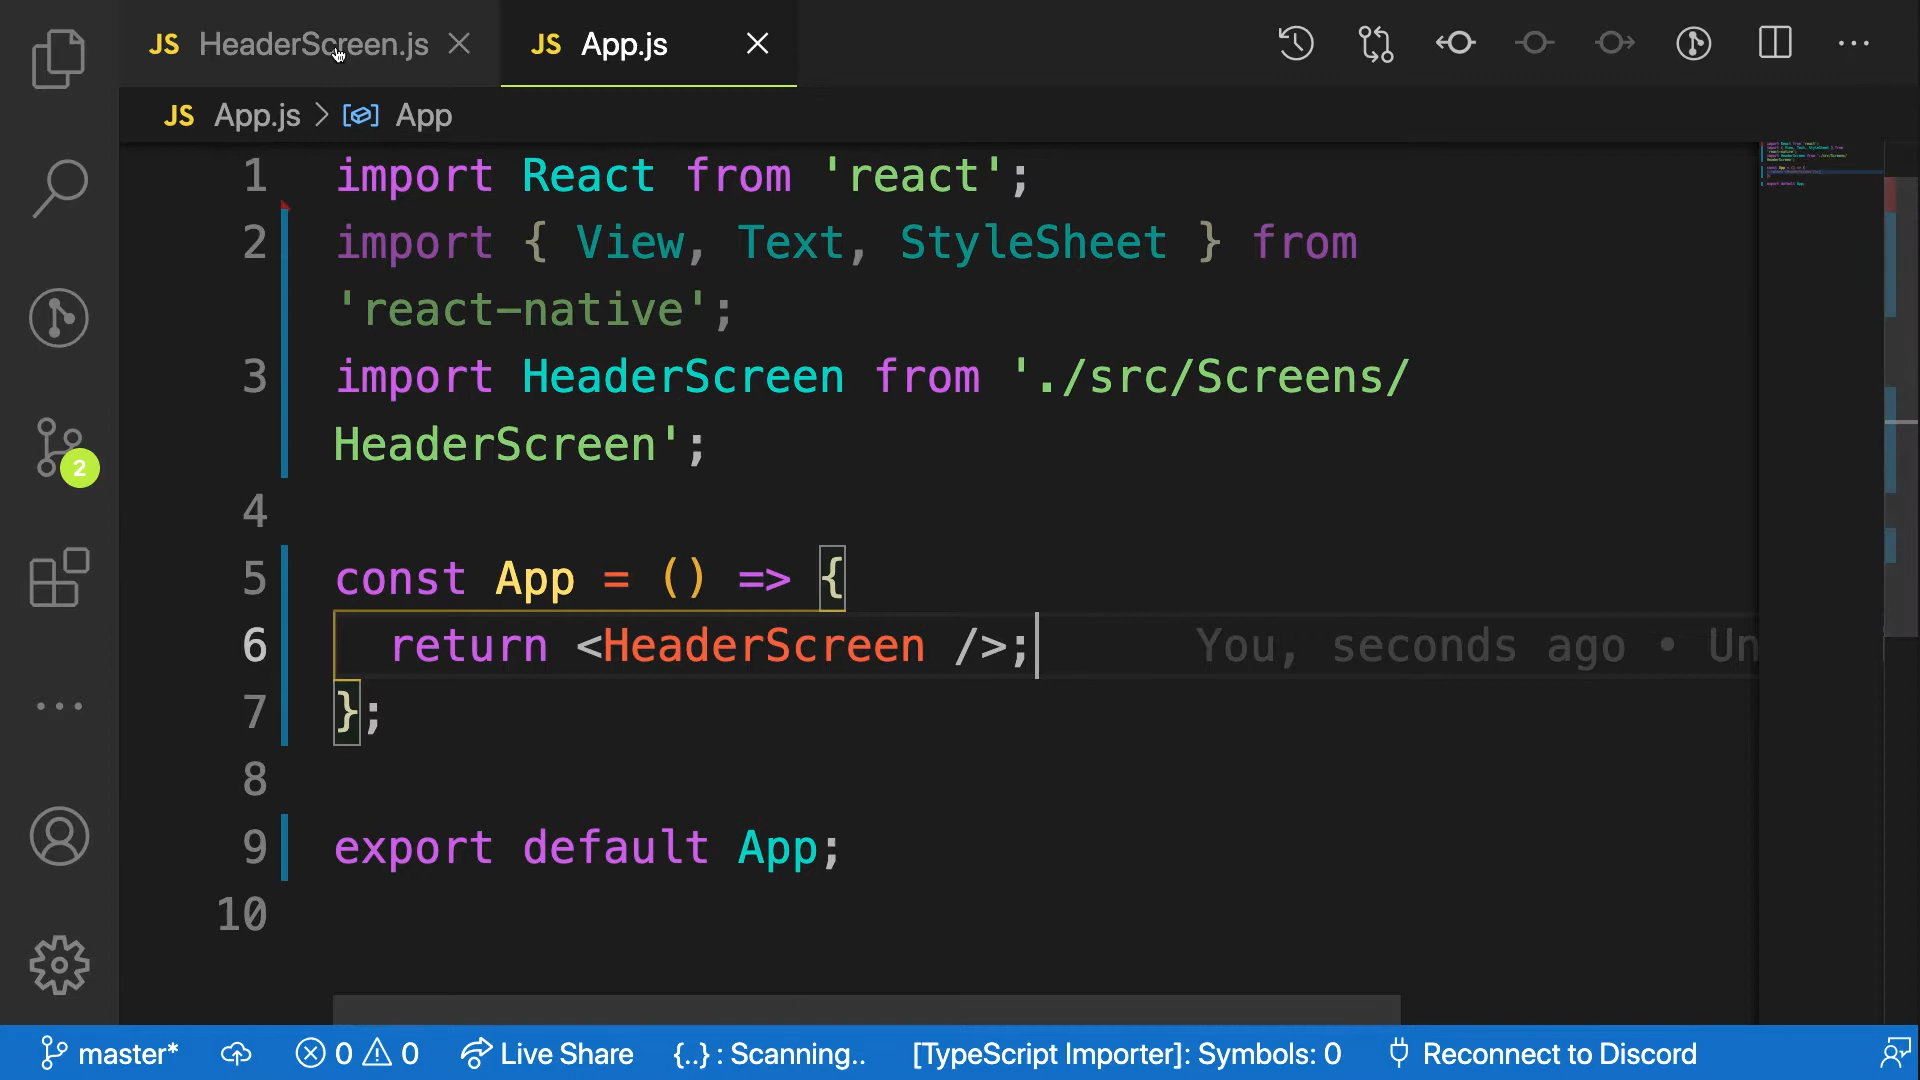 JS HeaderScreen.js
JS App.js
JS App.js > App
1 import React from 'react';
2 import { View, Text, StyleSheet } from
'react-native';
3 import HeaderScreen from './src/Screens/
HeaderScreen';
4
5 const App = () => {
6 return <HeaderScreen />; You, seconds ago • Un
7 };
8
9 export default App;
10
2
master* 0 0 Live Share {..} : Scanning.. [TypeScript Importer]: Symbols: 0 Reconnect to Discord